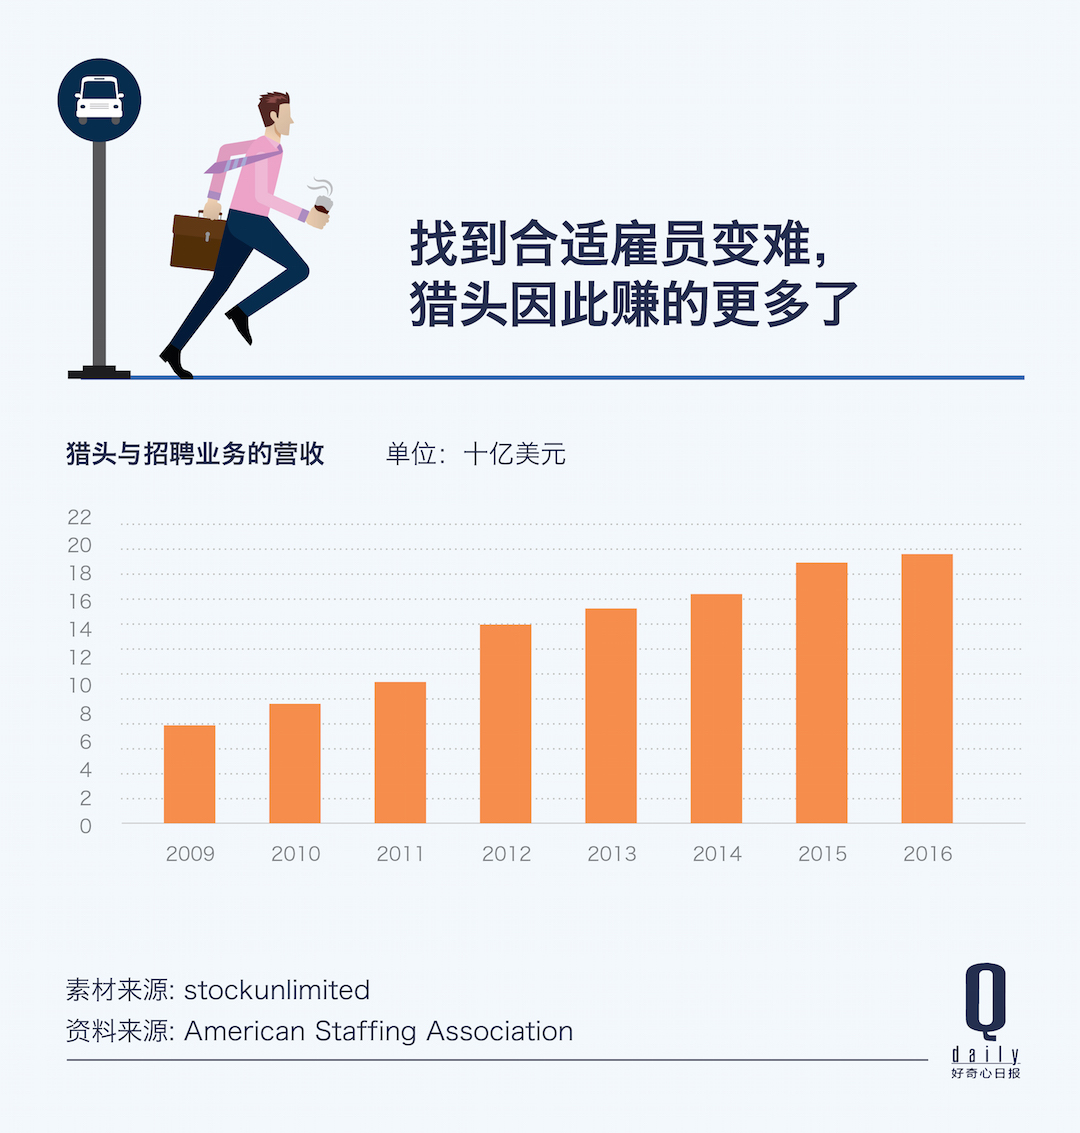 找到合适雇员变难,
猎头因此赚的更多了
猎头与招聘业务的营收 单位：十亿美元
22
20
18
16
14
12
10
8
6
4
2
0
2009 2010 2011 2012 2013 2014 2015 2016
素材来源: stockunlimited
资料来源: American Staffing Association
Q
daily
好奇心日报